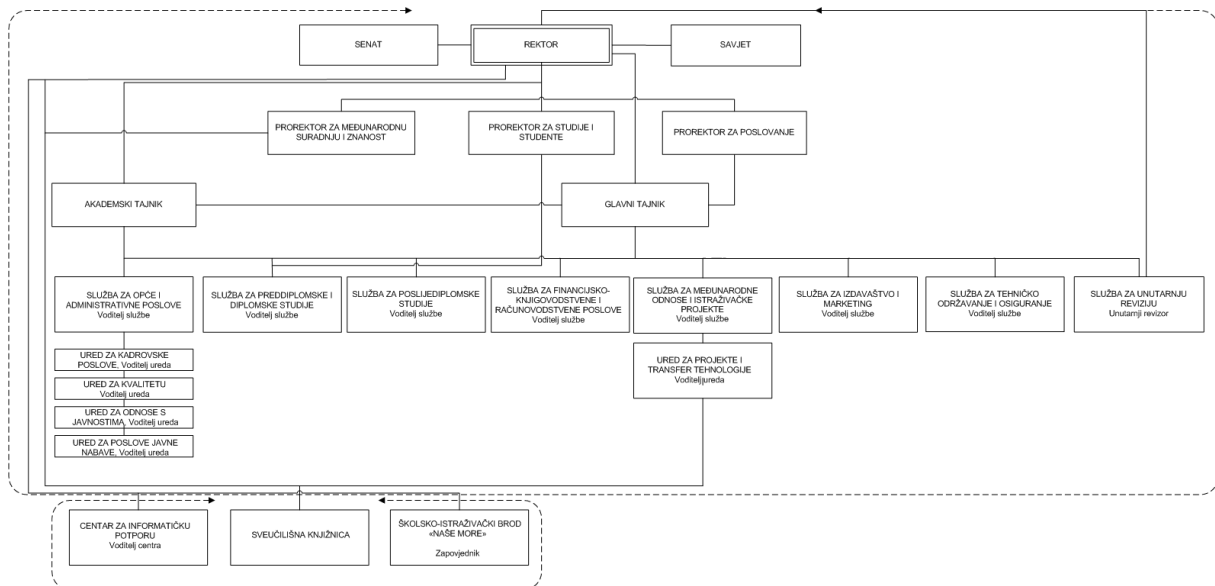 SENAT
REKTOR
SAVJET
PROREKTOR ZA MEĐUNARODNU
SURADNJU I ZNANOST
PROREKTOR ZA STUDIJE I
STUDENTE
PROREKTOR ZA POSLOVANJE
AKADEMSKI TAJNIK
GLAVNI TAJNIK
SLUŽBA ZA OPĆE I
ADMINISTRATIVNE POSLOVE
Voditelj službe
SLUŽBA ZA PREDDIPLOMSKE I
DIPLOMSKE STUDIJE
Voditelj službe
SLUŽBA ZA POSLIJEDIPLOMSKE
STUDIJE
Voditelj službe
SLUŽBA ZA FINANCIJSKO-
KNJIGOVODSTVENE I
RAČUNOVODSTVENE POSLOVE
Voditelj službe
SLUŽBA ZA MEĐUNARODNE
ODNOSE I ISTRAŽIVAČKE
PROJEKTE
Voditelj službe
SLUŽBA ZA IZDAVAŠTVO I
MARKETING
Voditelj službe
SLUŽBA ZA TEHNIČKO
ODRŽAVANJE I OSIGURANJE
Voditelj službe
SLUŽBA ZA UNUTARNJU
REVIZIJU
Unutarnji revizor
URED ZA KADROVSKE
POSLOVE, Voditelj ureda
URED ZA KVALITETU
Voditelj ureda
URED ZA ODNOSE S
JAVNOSTIMA, Voditelj ureda
URED ZA POSLOVE JAVNE
NABAVE, Voditelj ureda
URED ZA PROJEKTE I
TRANSFER TEHNOLOGIJE
Voditeljureda
CENTAR ZA INFORMATIČKU
POTPORU
Voditelj centra
SVEUČILIŠNA KNJIŽNICA
ŠKOLSKO-ISTRAŽIVAČKI BROD
«NAŠE MORE»
Zapovjednik